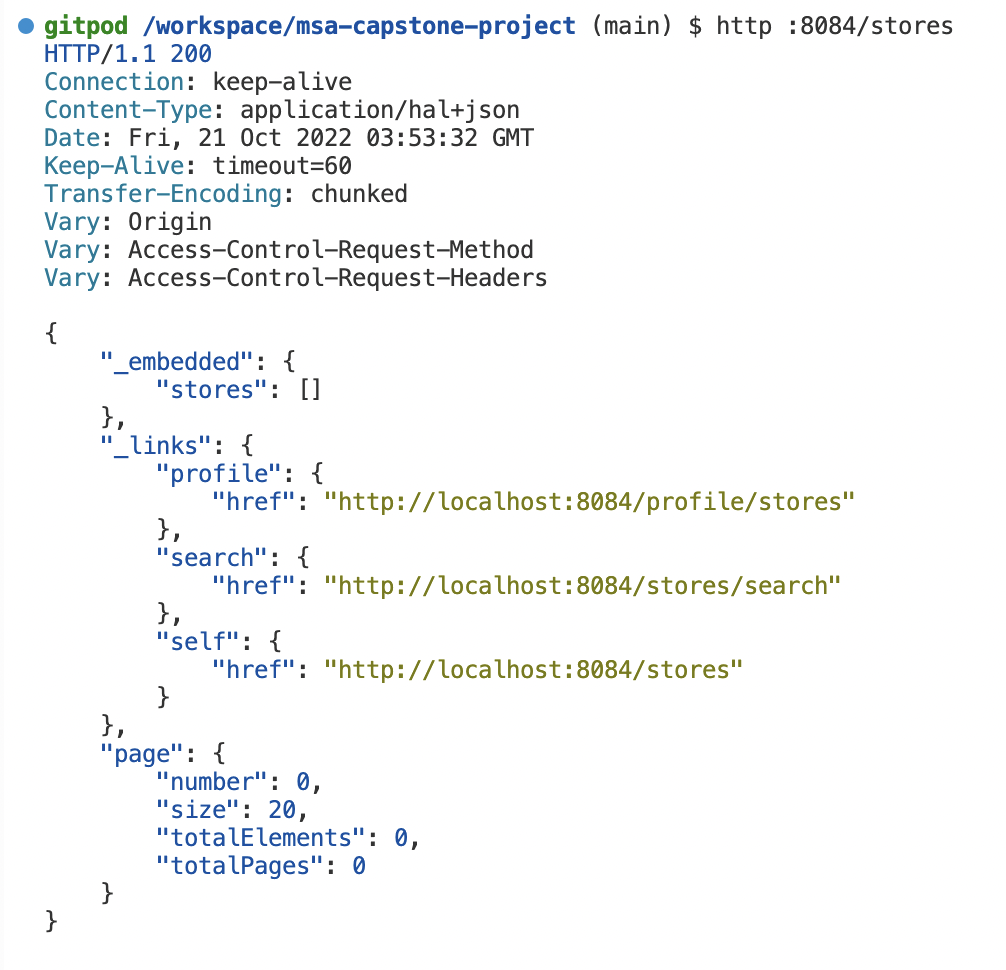 gitpod /workspace/msa-capstone-project (main) $ http :8084/stores
HTTP/1.1 200
Connection: keep-alive
Content-Type: application/hal+json
Date: Fri, 21 Oct 2022 03:53:32 GMT
Keep-Alive: timeout=60
Transfer-Encoding: chunked
Vary: Origin
Vary: Access-Control-Request-Method
Vary: Access-Control-Request-Headers

{
    "_embedded": {
        "stores": []
    },
    "_links": {
        "profile": {
            "href": "http://localhost:8084/profile/stores"
        },
        "search": {
            "href": "http://localhost:8084/stores/search"
        },
        "self": {
            "href": "http://localhost:8084/stores"
        }
    },
    "page": {
        "number": 0,
        "size": 20,
        "totalElements": 0,
        "totalPages": 0
    }
}